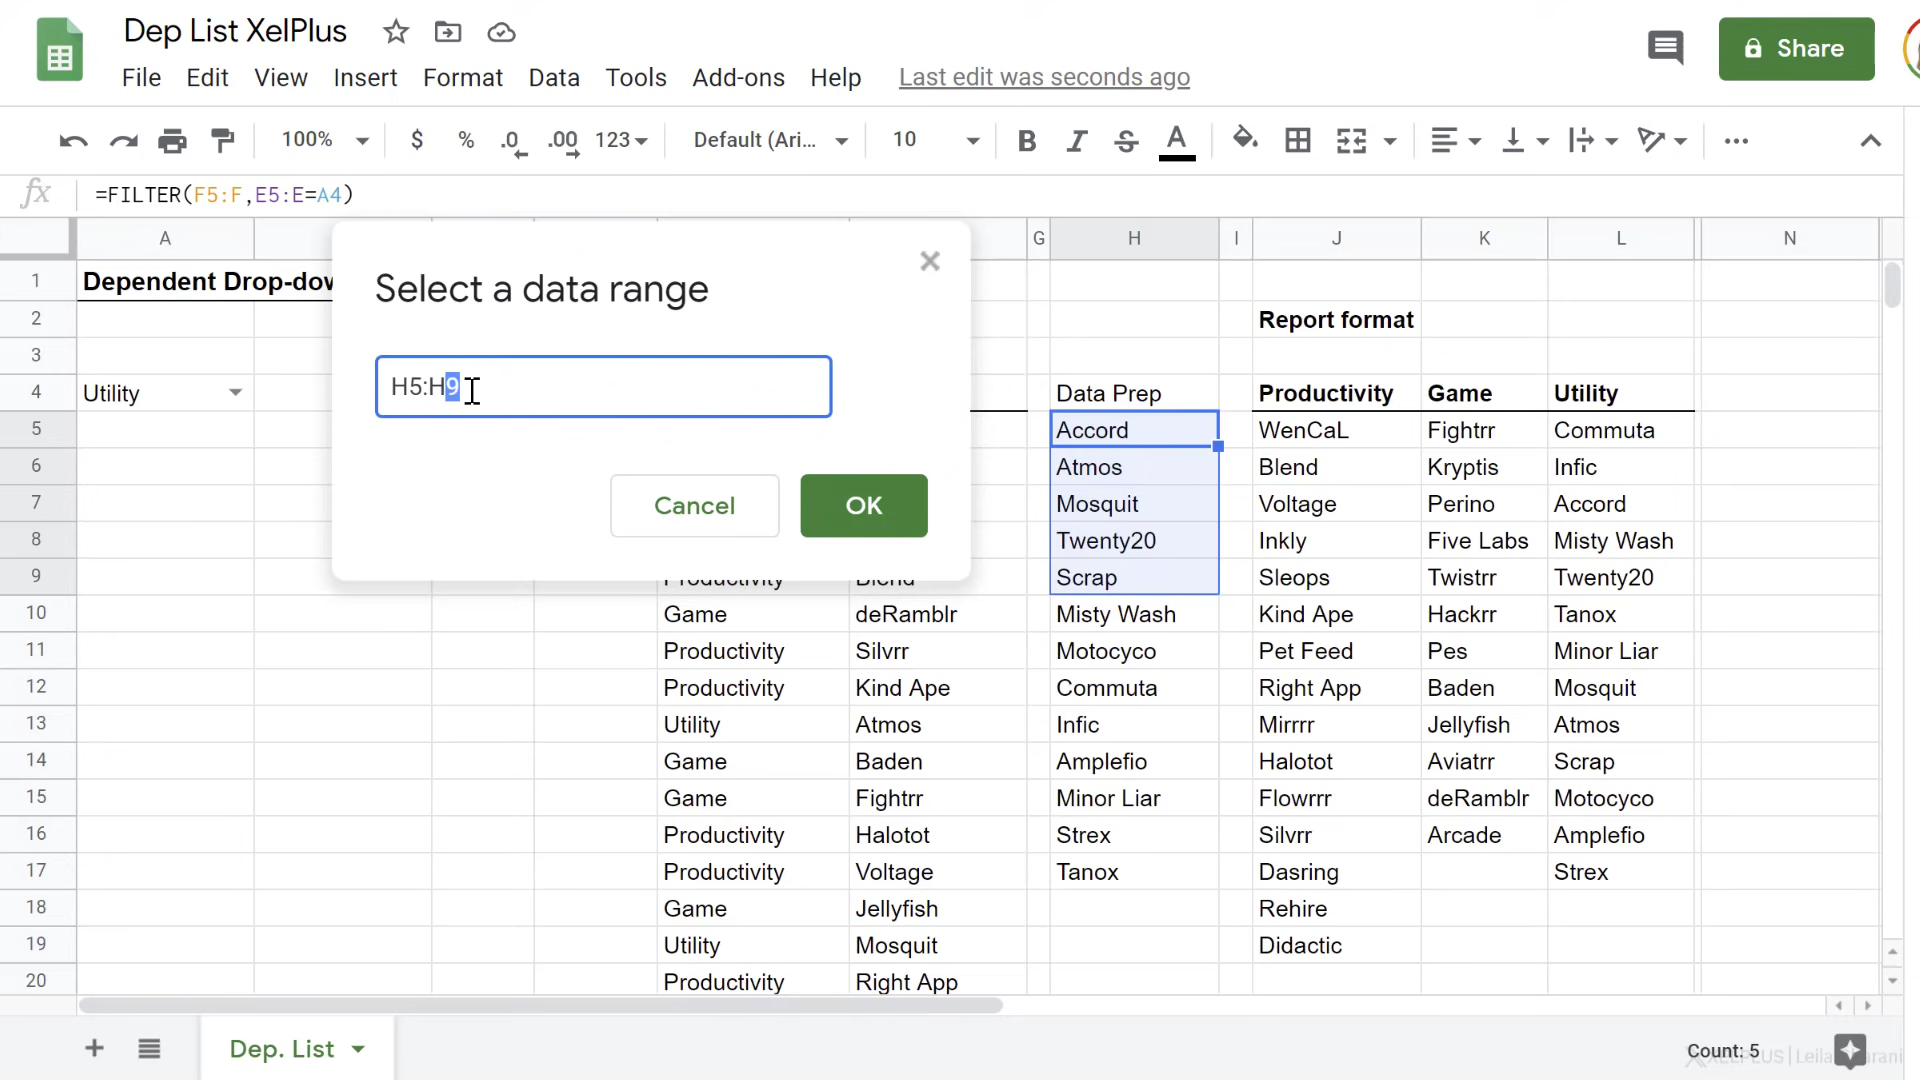 Dep List XelPlus
File Edit View Insert Format Data Tools Add-ons Help Last edit was seconds ago
Share
100% $ % .0 .00 123 Default (Ari... 10 B I S A ...
fx =FILTER(F5:F,E5:E=A4)
A G H I J K L N
1 Dependent Drop-dow
Select a data range
2 Report format
3
4 Utility Data Prep Productivity Game Utility
H5:H9
5 Accord WenCaL Fightrr Commuta
6 Atmos Blend Kryptis Infic
7 Mosquit Voltage Perino Accord
Cancel OK
8 Twenty20 Inkly Five Labs Misty Wash
9 Productivity Blend Scrap Sleops Twistrr Twenty20
10 Game deRamblr Misty Wash Kind Ape Hackrr Tanox
11 Productivity Silvrr Motocyco Pet Feed Pes Minor Liar
12 Productivity Kind Ape Commuta Right App Baden Mosquit
13 Utility Atmos Infic Mirrrr Jellyfish Atmos
14 Game Baden Amplefio Halotot Aviatrr Scrap
15 Game Fightrr Minor Liar Flowrrr deRamblr Motocyco
16 Productivity Halotot Strex Silvrr Arcade Amplefio
17 Productivity Voltage Tanox Dasring Strex
18 Game Jellyfish Rehire
19 Utility Mosquit Didactic
20 Productivity Right App
Dep. List Count: 5